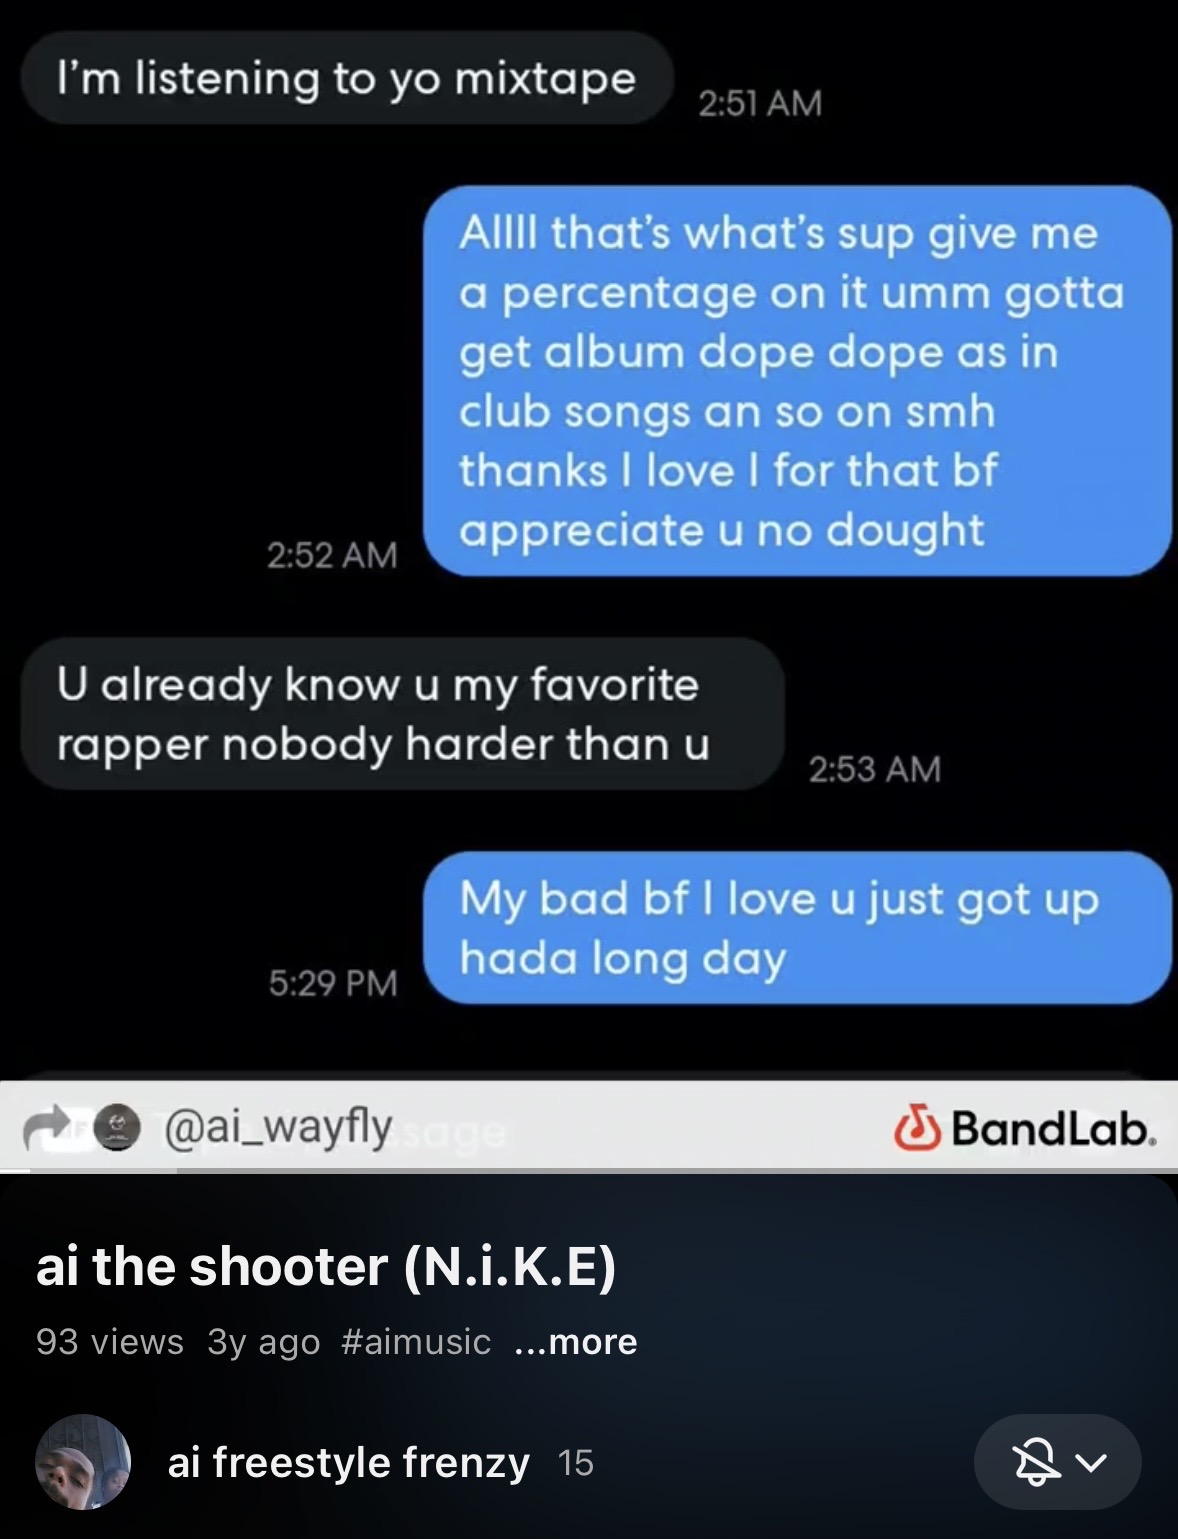 I'm listening to yo mixtape
2:51 AM
Allll that's what's sup give me
a percentage on it umm gotta
get album dope dope as in
club songs an so on smh
thanks I love I for that bf
appreciate u no dought
2:52 AM
U already know u my favorite
rapper nobody harder than u
2:53 AM
My bad bf I love u just got up
hada long day
5:29 PM
@ai_wayfly
BandLab
ai the shooter (N.i.K.E)
93 views 3y ago #aimusic ...more
ai freestyle frenzy 15